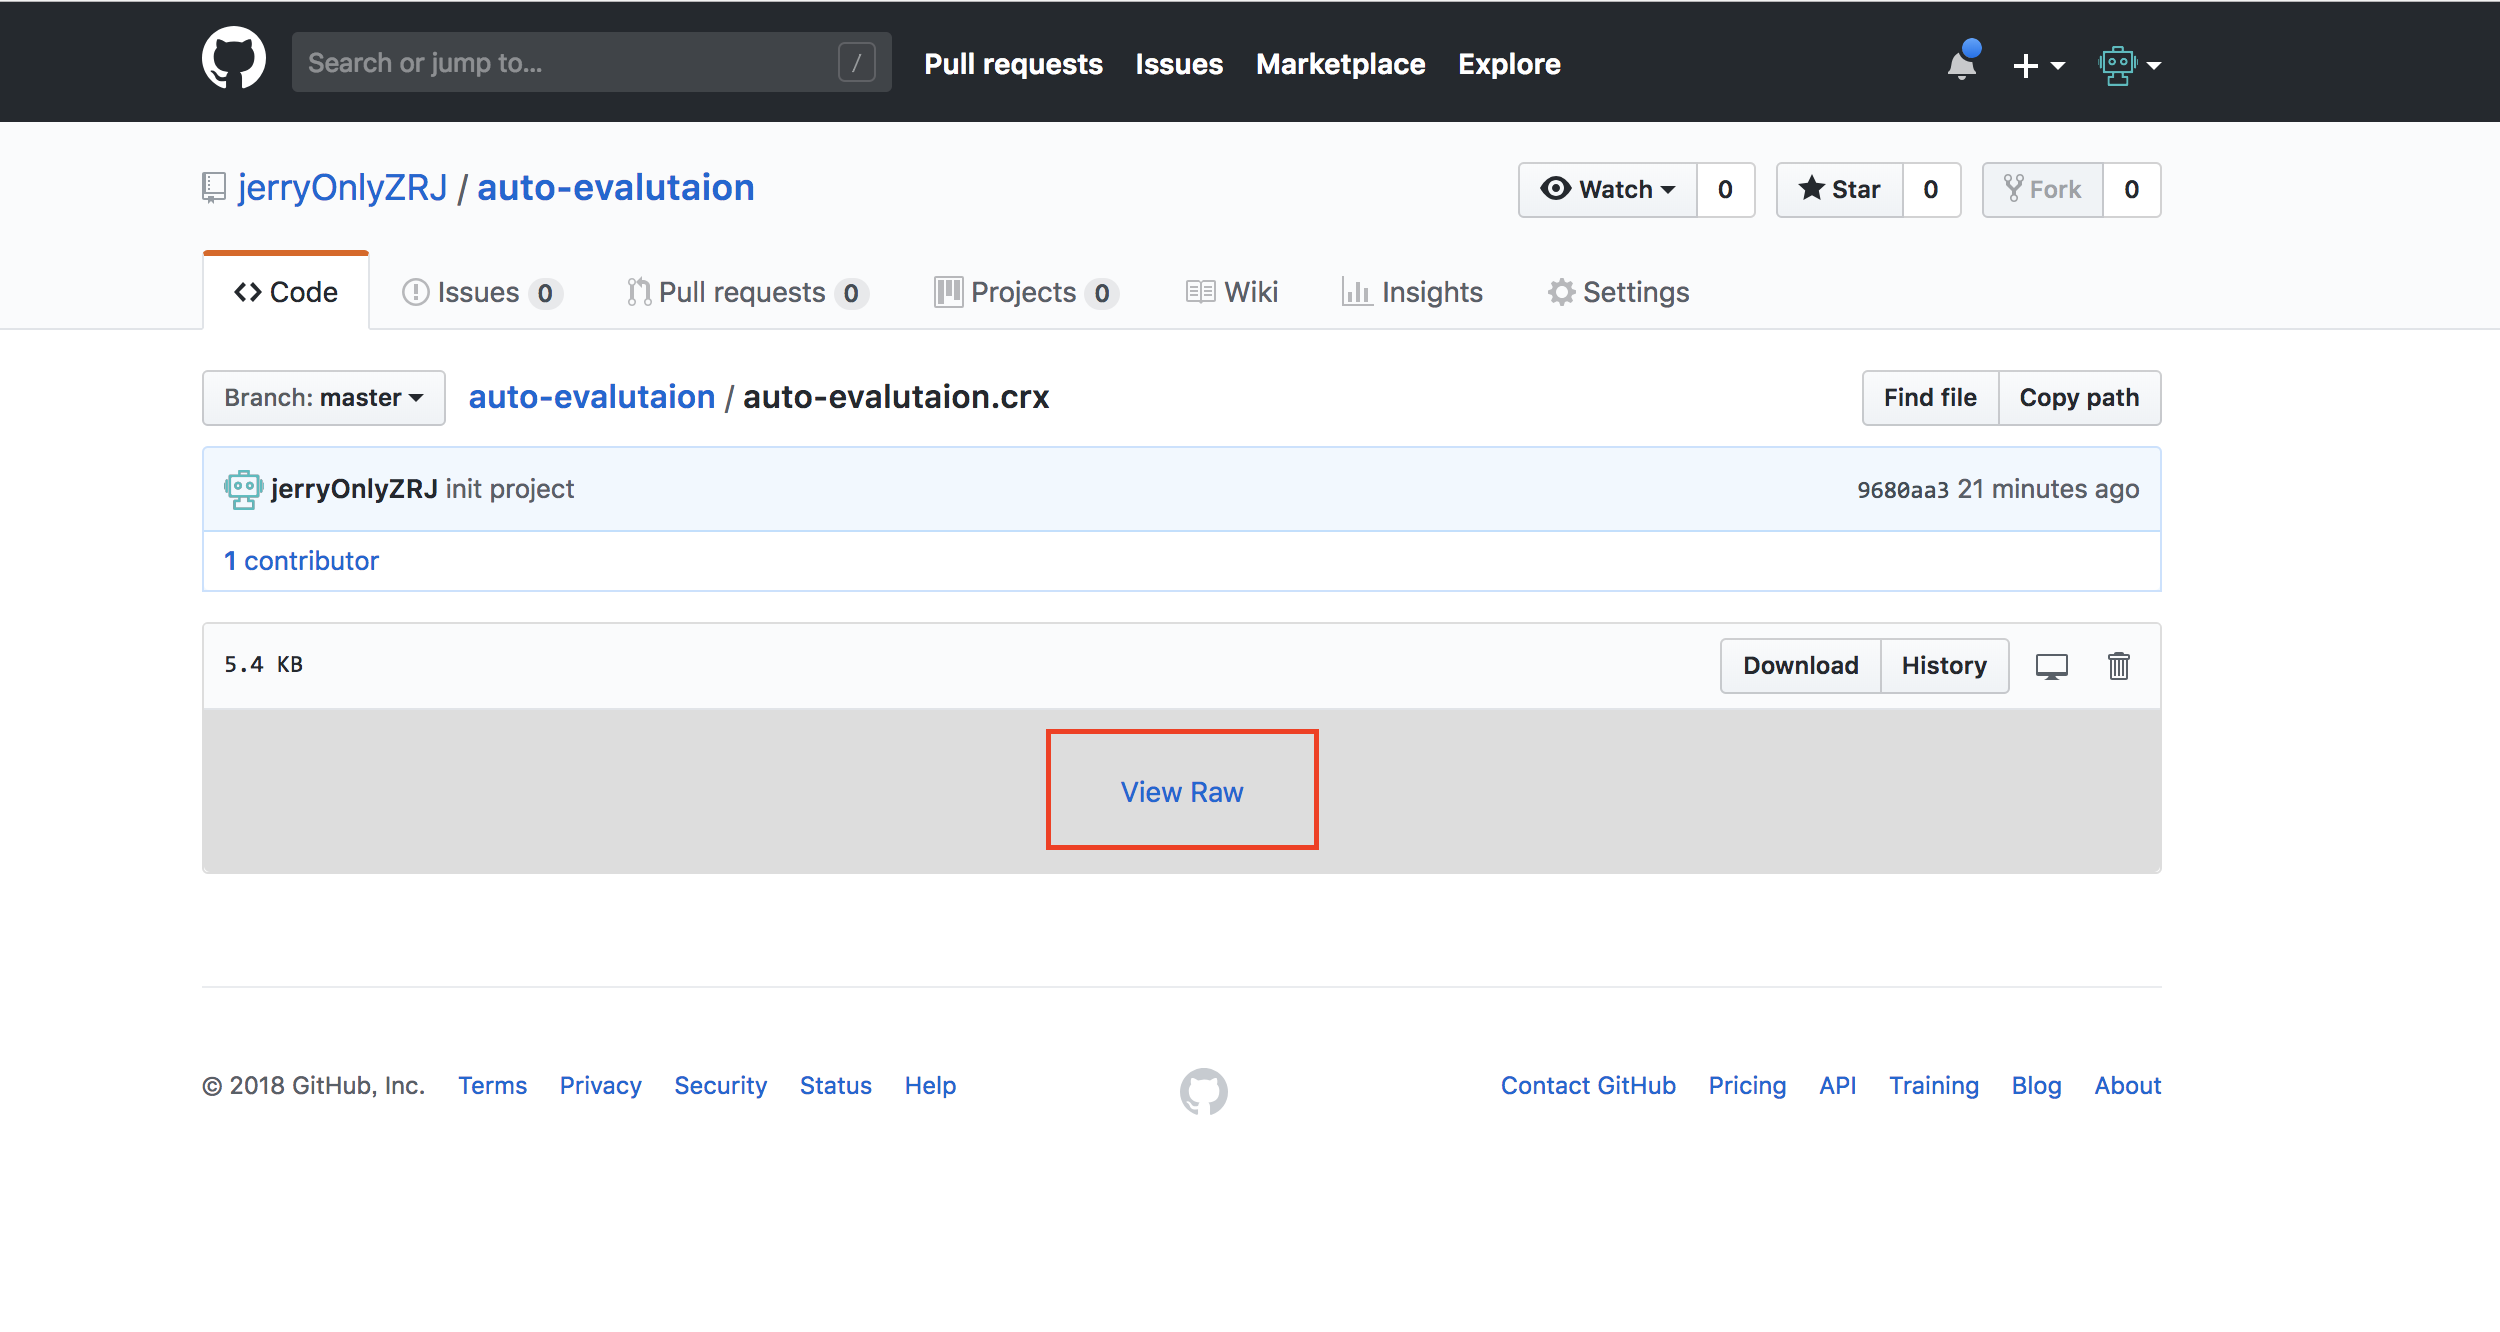 Search or jump to... /
Pull requests Issues Marketplace Explore
jerryOnlyZRJ / auto-evalutaion
Watch 0 Star 0 Fork 0
Code Issues 0 Pull requests 0 Projects 0 Wiki Insights Settings
Branch: master auto-evalutaion / auto-evalutaion.crx Find file Copy path
jerryOnlyZRJ init project 9680aa3 21 minutes ago
1 contributor
5.4 KB Download History
View Raw
© 2018 GitHub, Inc. Terms Privacy Security Status Help Contact GitHub Pricing API Training Blog About